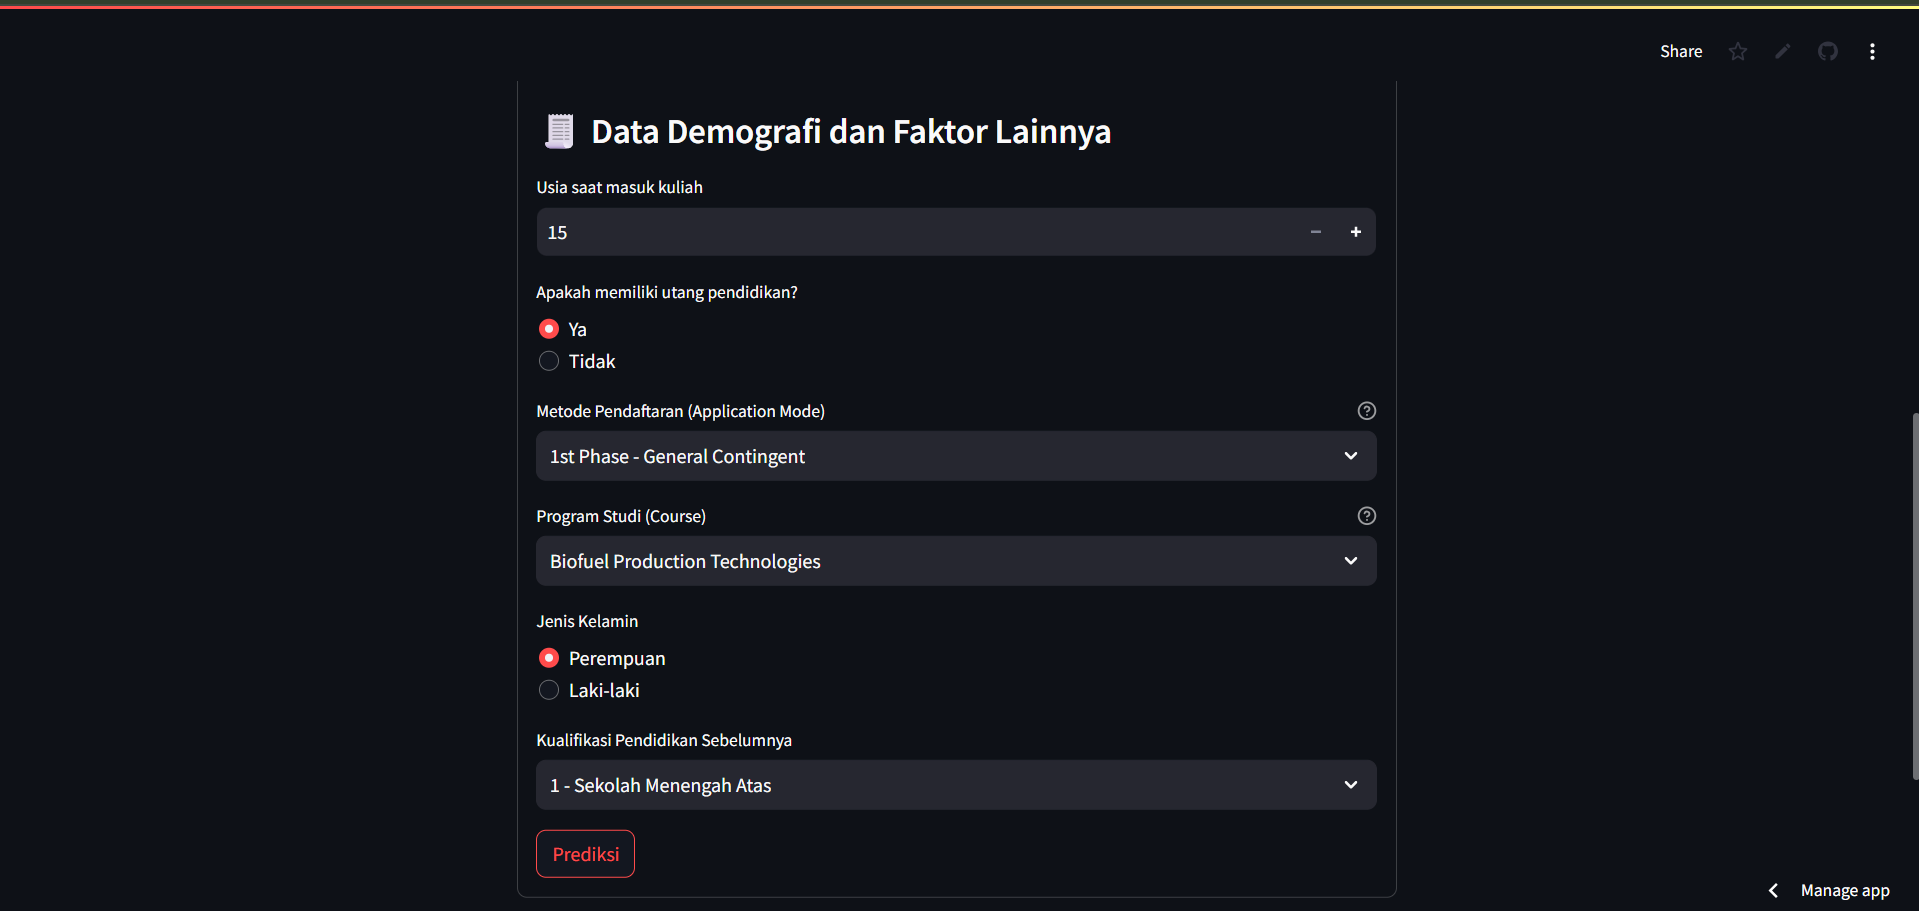 Share
Data Demografi dan Faktor Lainnya
Usia saat masuk kuliah
15
Apakah memiliki utang pendidikan?
Ya
Tidak
Metode Pendaftaran (Application Mode)
1st Phase - General Contingent
Program Studi (Course)
Biofuel Production Technologies
Jenis Kelamin
Perempuan
Laki-laki
Kualifikasi Pendidikan Sebelumnya
1 - Sekolah Menengah Atas
Prediksi
Manage app